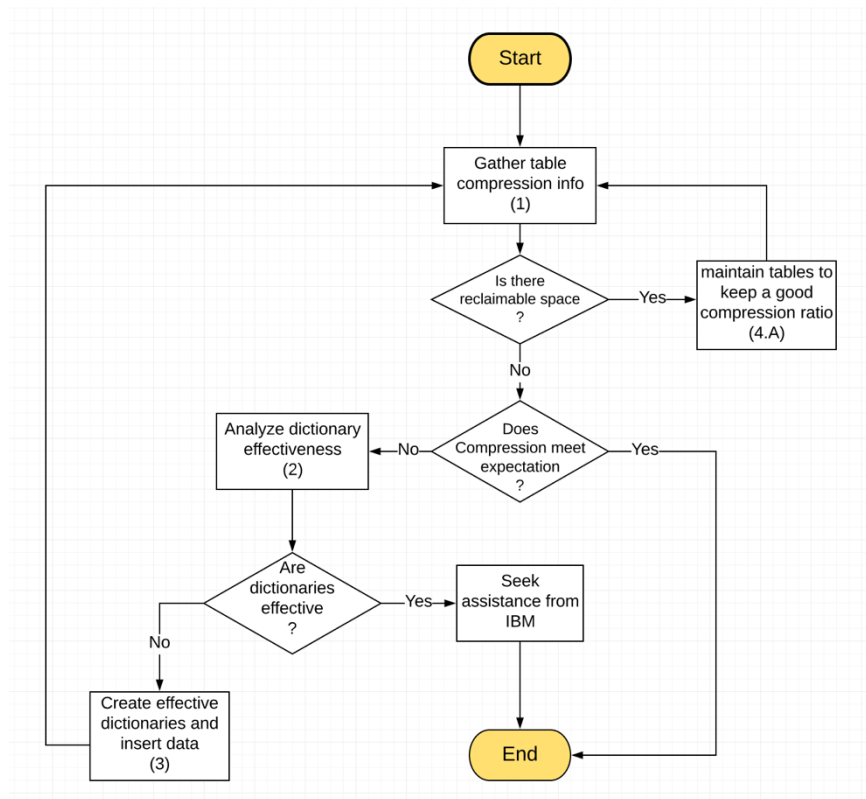 Start
Gather table
compression info
(1)
Is there
reclaimable space
?
Yes
maintain tables to
keep a good
compression ratio
(4.A)
No
Does
Compression meet
expectation
?
Yes
No
Analyze dictionary
effectiveness
(2)
Are
dictionaries
effective
?
Yes
Seek
assistance from
IBM
No
Create effective
dictionaries and
insert data
(3)
End